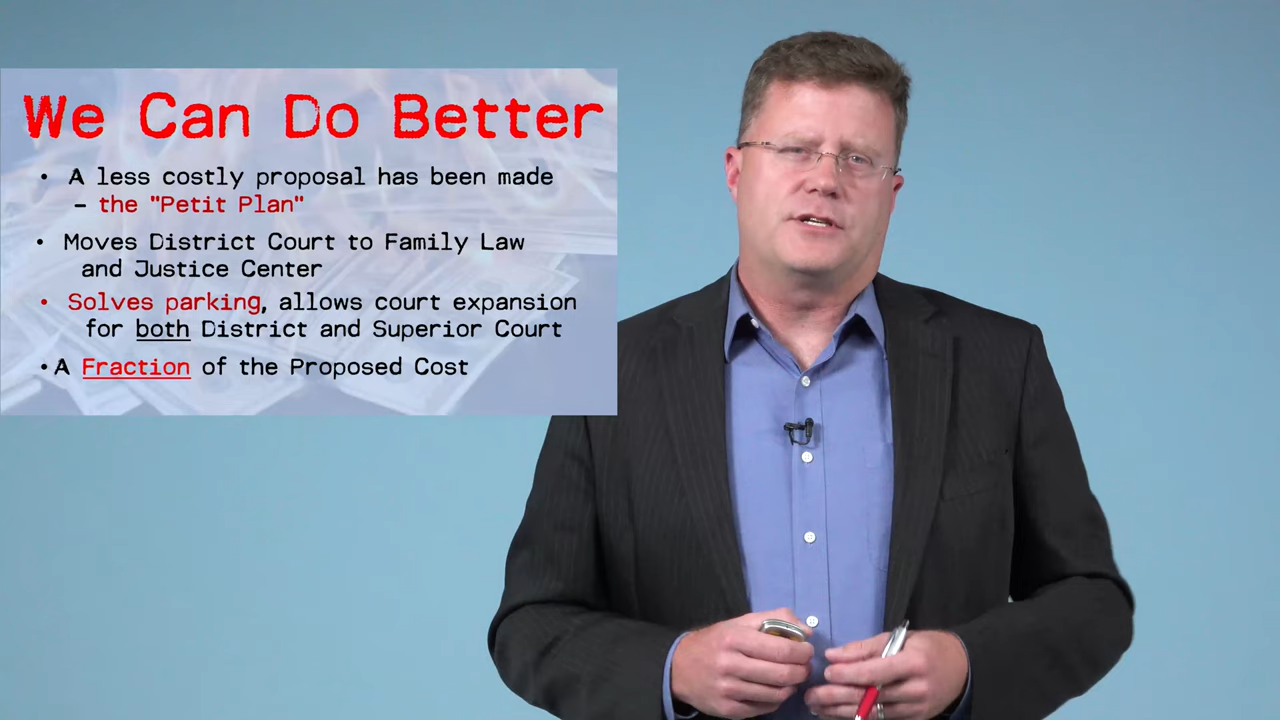 We Can Do Better
• A less costly proposal has been made
– the "Petit Plan"
• Moves District Court to Family Law
and Justice Center
• Solves parking, allows court expansion
for both District and Superior Court
• A Fraction of the Proposed Cost